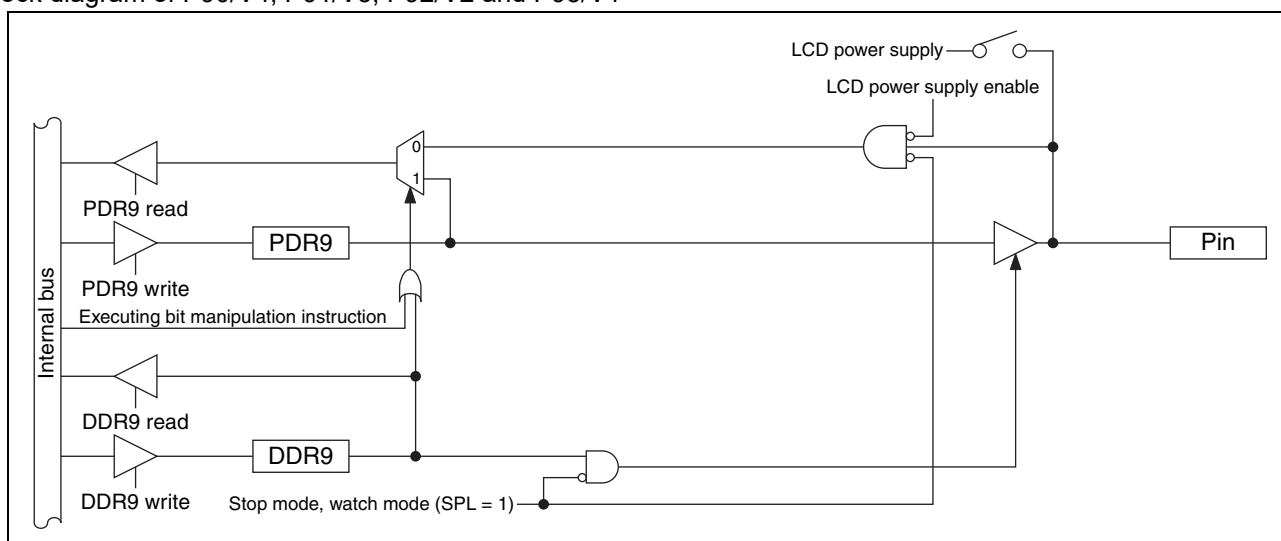 LCD power supply
LCD power supply enable
0
1
PDR9 read
PDR9
Pin
PDR9 write
Executing bit manipulation instruction
Internal bus
DDR9 read
DDR9
DDR9 write
Stop mode, watch mode (SPL = 1)